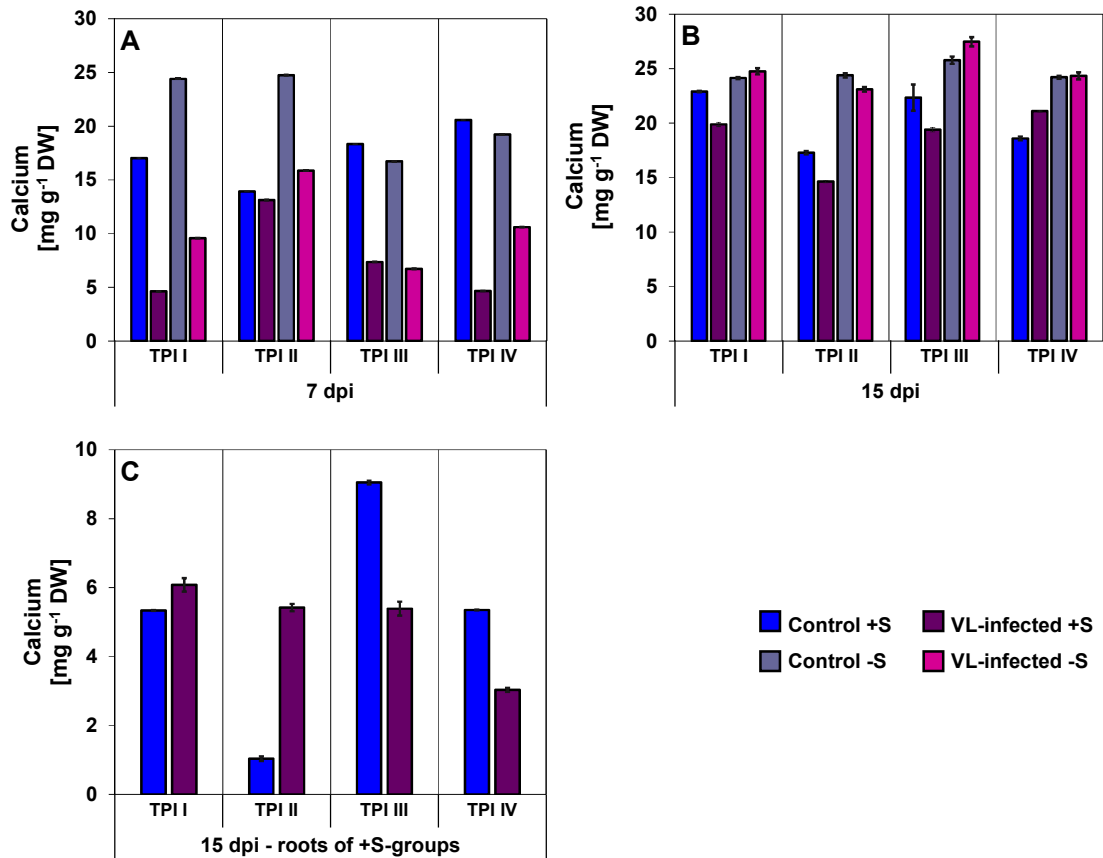 A
30
25
20
15
10
5
0
Calcium
[mg g⁻¹ DW]
TPI I TPI II TPI III TPI IV
7 dpi
B
30
25
20
15
10
5
0
Calcium
[mg g⁻¹ DW]
TPI I TPI II TPI III TPI IV
15 dpi
C
10
8
6
4
2
0
Calcium
[mg g⁻¹ DW]
TPI I TPI II TPI III TPI IV
15 dpi - roots of +S-groups
Control +S VL-infected +S
Control -S VL-infected -S